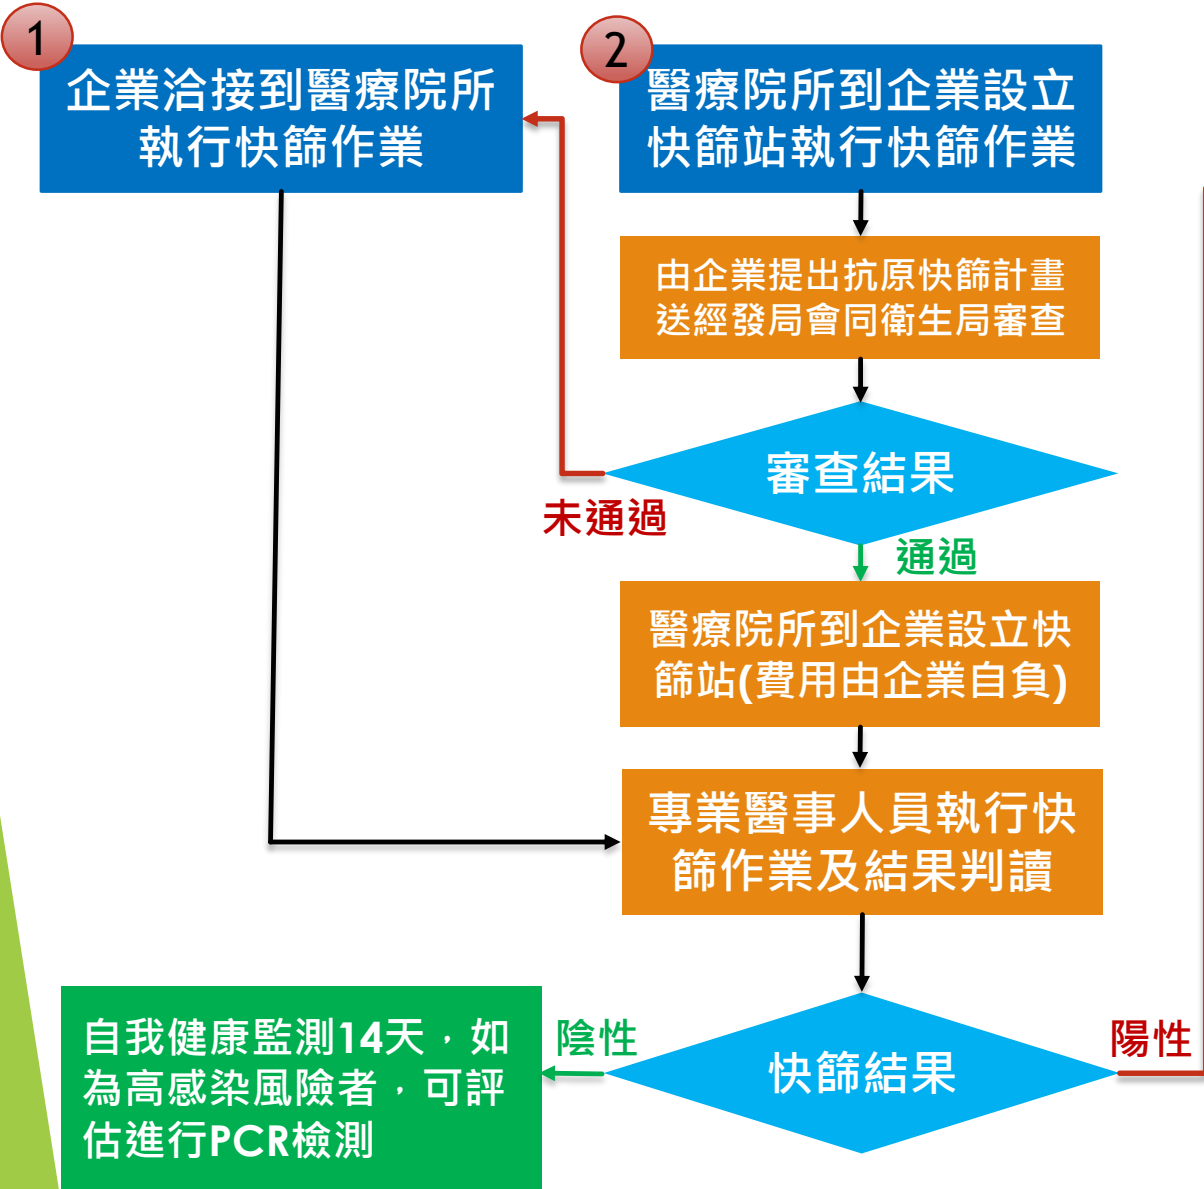 1
企業洽接到醫療院所
執行快篩作業
2
醫療院所到企業設立
快篩站執行快篩作業
由企業提出抗原快篩計畫
送經發局會同衛生局審查
審查結果
未通過
通過
醫療院所到企業設立快
篩站(費用由企業自負)
專業醫事人員執行快
篩作業及結果判讀
自我健康監測14天，如
為高感染風險者，可評
估進行PCR檢測
陰性
快篩結果
陽性